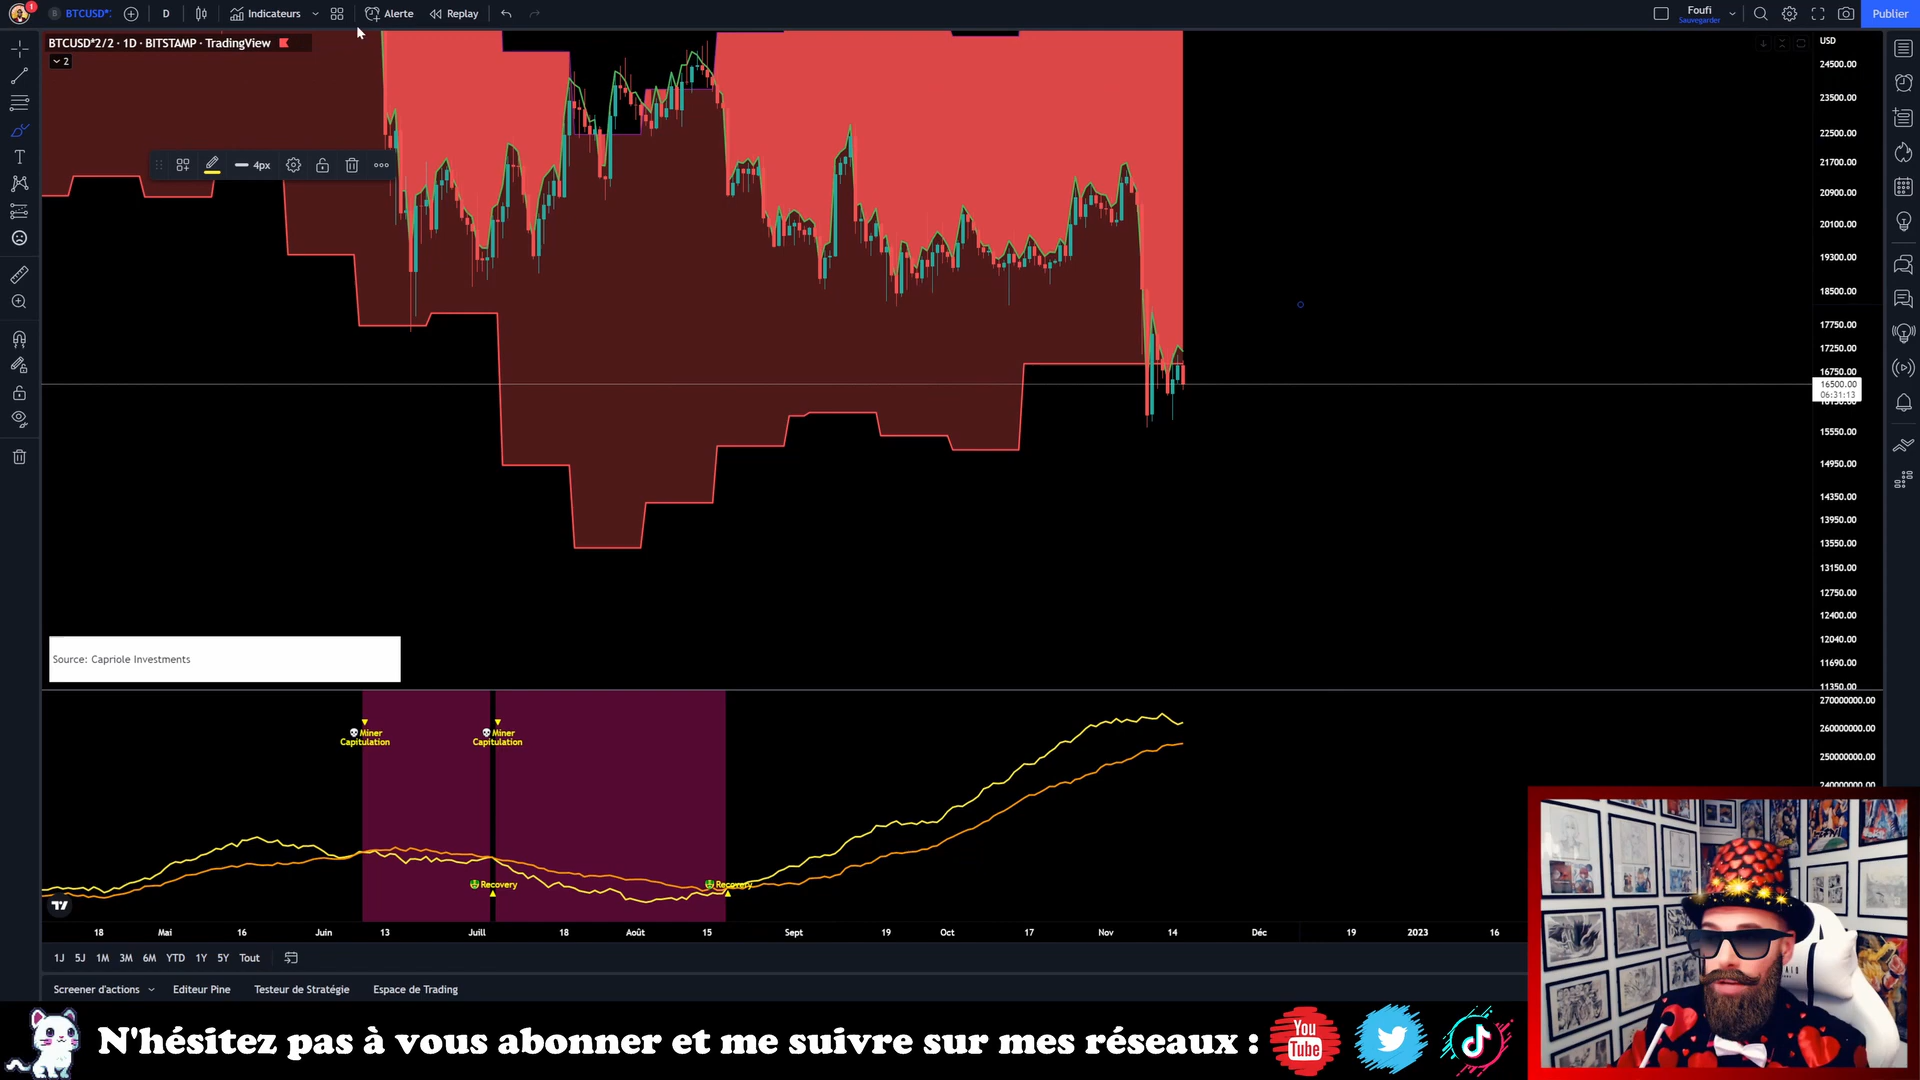 1
B BTCUSD*:
D
Indicateurs
Alerte
Replay
Foufi
Sauvegarder
Publier
BTCUSD*2/2 · 1D · BITSTAMP · TradingView
2
USD
24500.00
23500.00
22500.00
21700.00
20900.00
20100.00
19300.00
18500.00
17750.00
17250.00
16750.00
16500.00
06:31:13
15550.00
14950.00
14350.00
13950.00
13550.00
13150.00
12750.00
12400.00
12040.00
11690.00
11350.00
4px
Source: Capriole Investments
270000000.00
260000000.00
250000000.00
240000000.00
Miner
Capitulation
Miner
Capitulation
Recovery
Recovery
18 Mai 16 Juin 13 Juill 18 Août 15 Sept 19 Oct 17 Nov 14 Déc 19 2023 16
1J 5J 1M 3M 6M YTD 1Y 5Y Tout
Screener d'actions
Editeur Pine
Testeur de Stratégie
Espace de Trading
N'hésitez pas à vous abonner et me suivre sur mes réseaux :
You
Tube